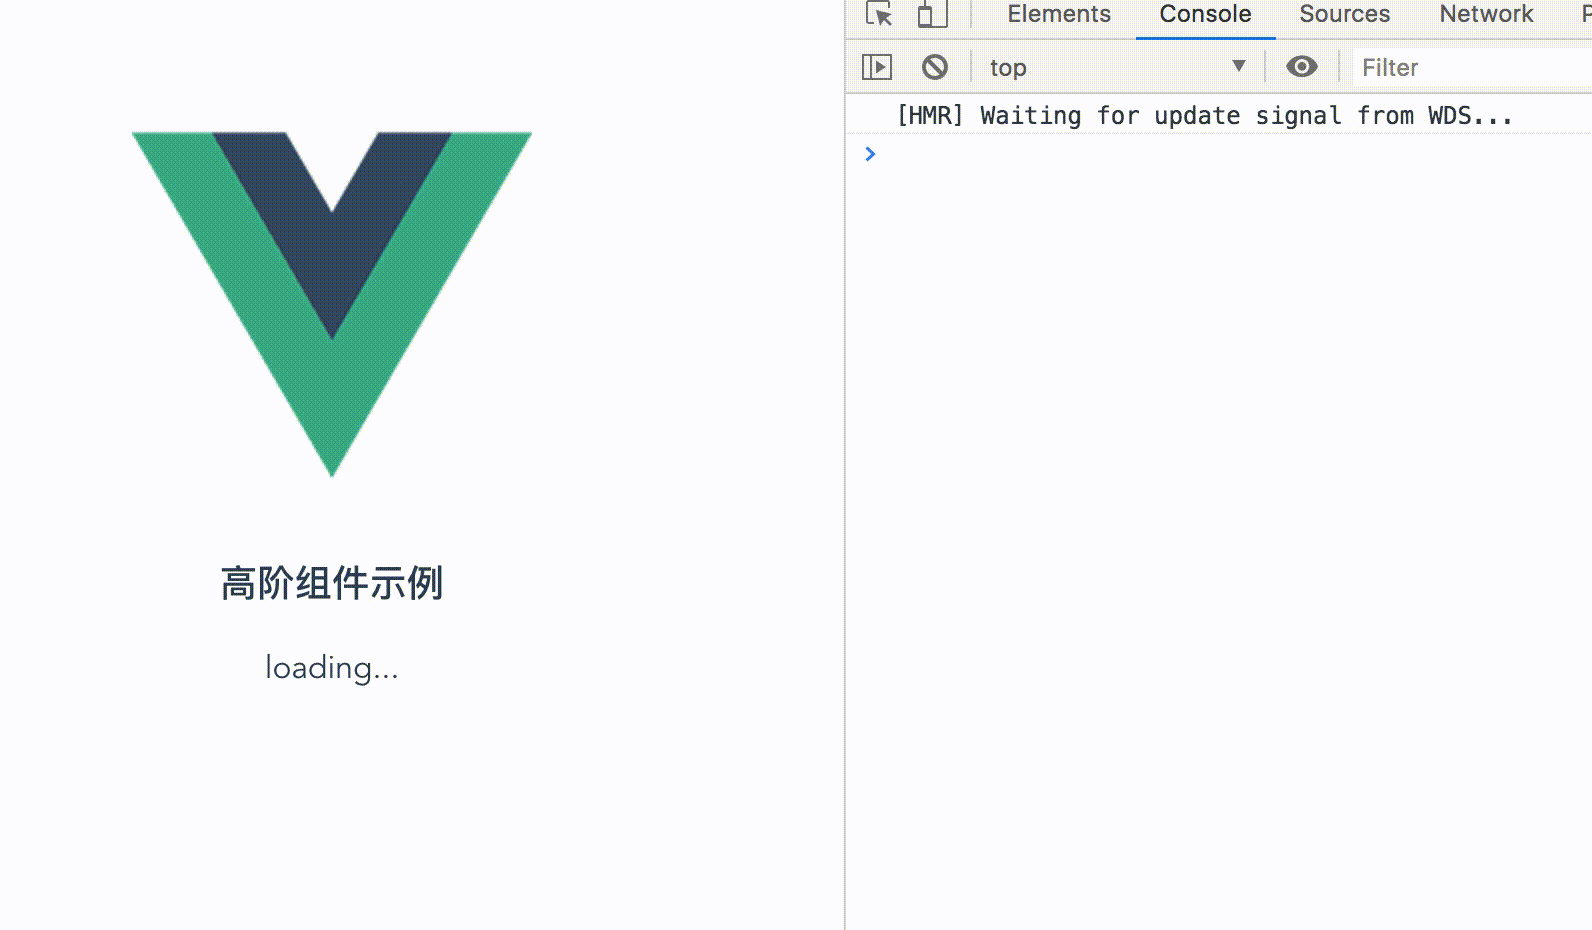 高阶组件示例
loading...
Elements Console Sources Network
top Filter
[HMR] Waiting for update signal from WDS...